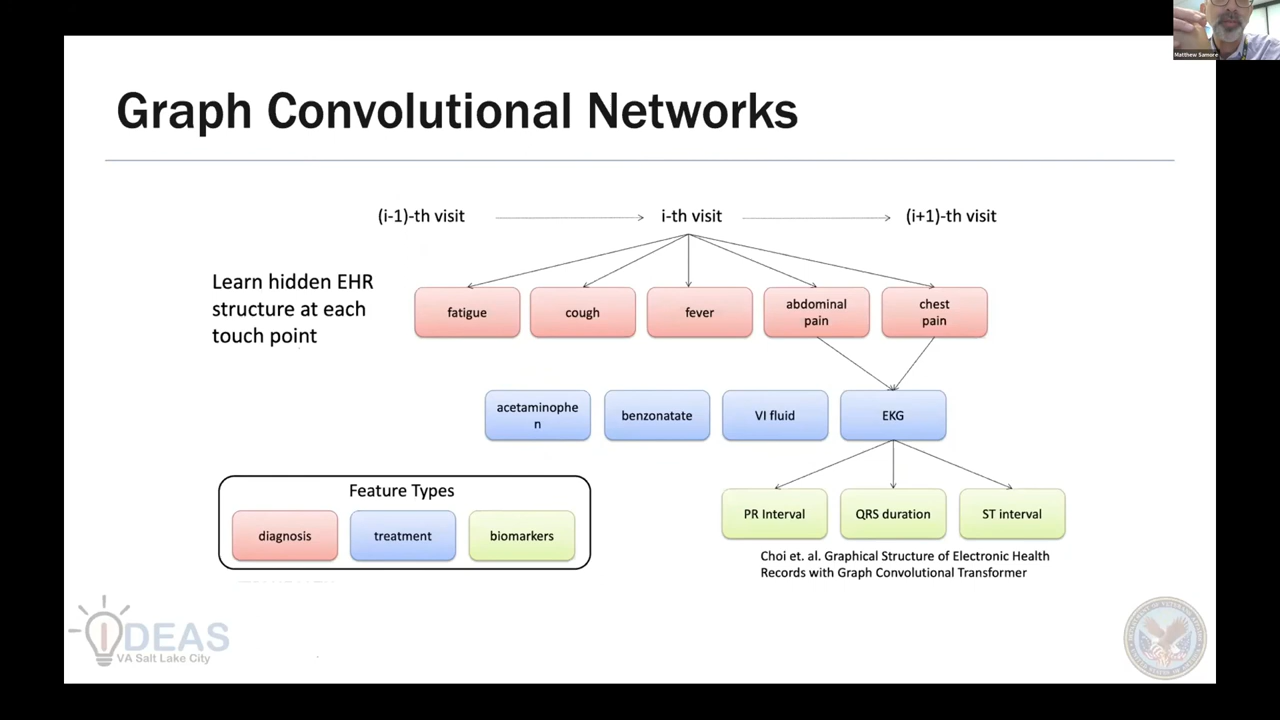 Matthew Samore
Graph Convolutional Networks
(i-1)-th visit
i-th visit
(i+1)-th visit
Learn hidden EHR
structure at each
touch point
fatigue
cough
fever
abdominal
pain
chest
pain
acetaminophe
n
benzonatate
VI fluid
EKG
Feature Types
diagnosis
treatment
biomarkers
PR Interval
QRS duration
ST interval
Choi et. al. Graphical Structure of Electronic Health
Records with Graph Convolutional Transformer
IDEAS
VA Salt Lake City